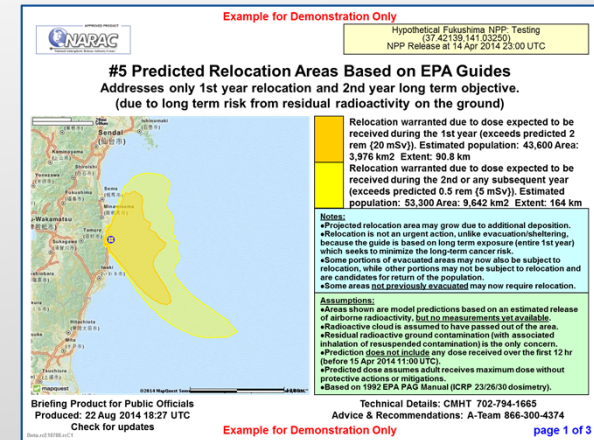 Example for Demonstration Only
NARAC
Hypothetical Fukushima NPP: Testing
(37.42139,141.03250)
NPP Release at 14 Apr 2014 23:00 UTC
#5 Predicted Relocation Areas Based on EPA Guides
Addresses only 1st year relocation and 2nd year long term objective.
(due to long term risk from residual radioactivity on the ground)
Sendai
(仙台市)
Kaminoyama
Fukushima
Soma
-Wakamatsu
Tamura
Sukagawa
Iwaki
Hitachiota
Mito
mapquest
Relocation warranted due to dose expected to be
received during the 1st year (exceeds predicted 2
rem {20 mSv}). Estimated population: 43,600 Area:
3,976 km2 Extent: 90.8 km
Relocation warranted due to dose expected to be
received during the 2nd or any subsequent year
(exceeds predicted 0.5 rem {5 mSv}). Estimated
population: 53,300 Area: 9,642 km2 Extent: 164 km
Notes:
●Projected relocation area may grow due to additional deposition.
●Relocation is not an urgent action, unlike evacuation/sheltering,
because the guide is based on long term exposure (entire 1st year)
which seeks to minimize the long-term cancer risk.
●Some portions of evacuated areas may now also be subject to
relocation, while other portions may not be subject to relocation and
are candidates for return of the population.
●Some areas not previously evacuated may now require relocation.
Assumptions:
●Areas shown are model predictions based on an estimated release
of airborne radioactivity, but no measurements yet available.
●Radioactive cloud is assumed to have passed out of the area.
●Residual radioactive ground contamination (with associated
inhalation of resuspended contamination) is the only concern.
●Prediction does not include any dose received over the first 12 hr
(before 15 Apr 2014 11:00 UTC).
●Predicted dose assumes adult receives maximum dose without
protective actions or mitigations.
●Based on 1992 EPA PAG Manual (ICRP 23/26/30 dosimetry).
Briefing Product for Public Officials
Produced: 22 Aug 2014 18:27 UTC
Check for updates
Technical Details: CMHT 702-794-1665
Advice & Recommendations: A-Team 866-300-4374
Example for Demonstration Only
page 1 of 3